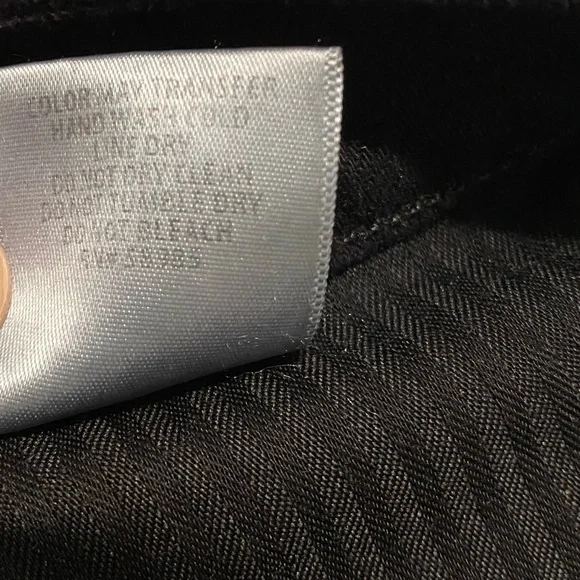 COLOR MAY TRANSFER
HAND WASH COLD
LINE DRY
DO NOT DRY CLEAN
DO NOT TUMBLE DRY
DO NOT BLEACH